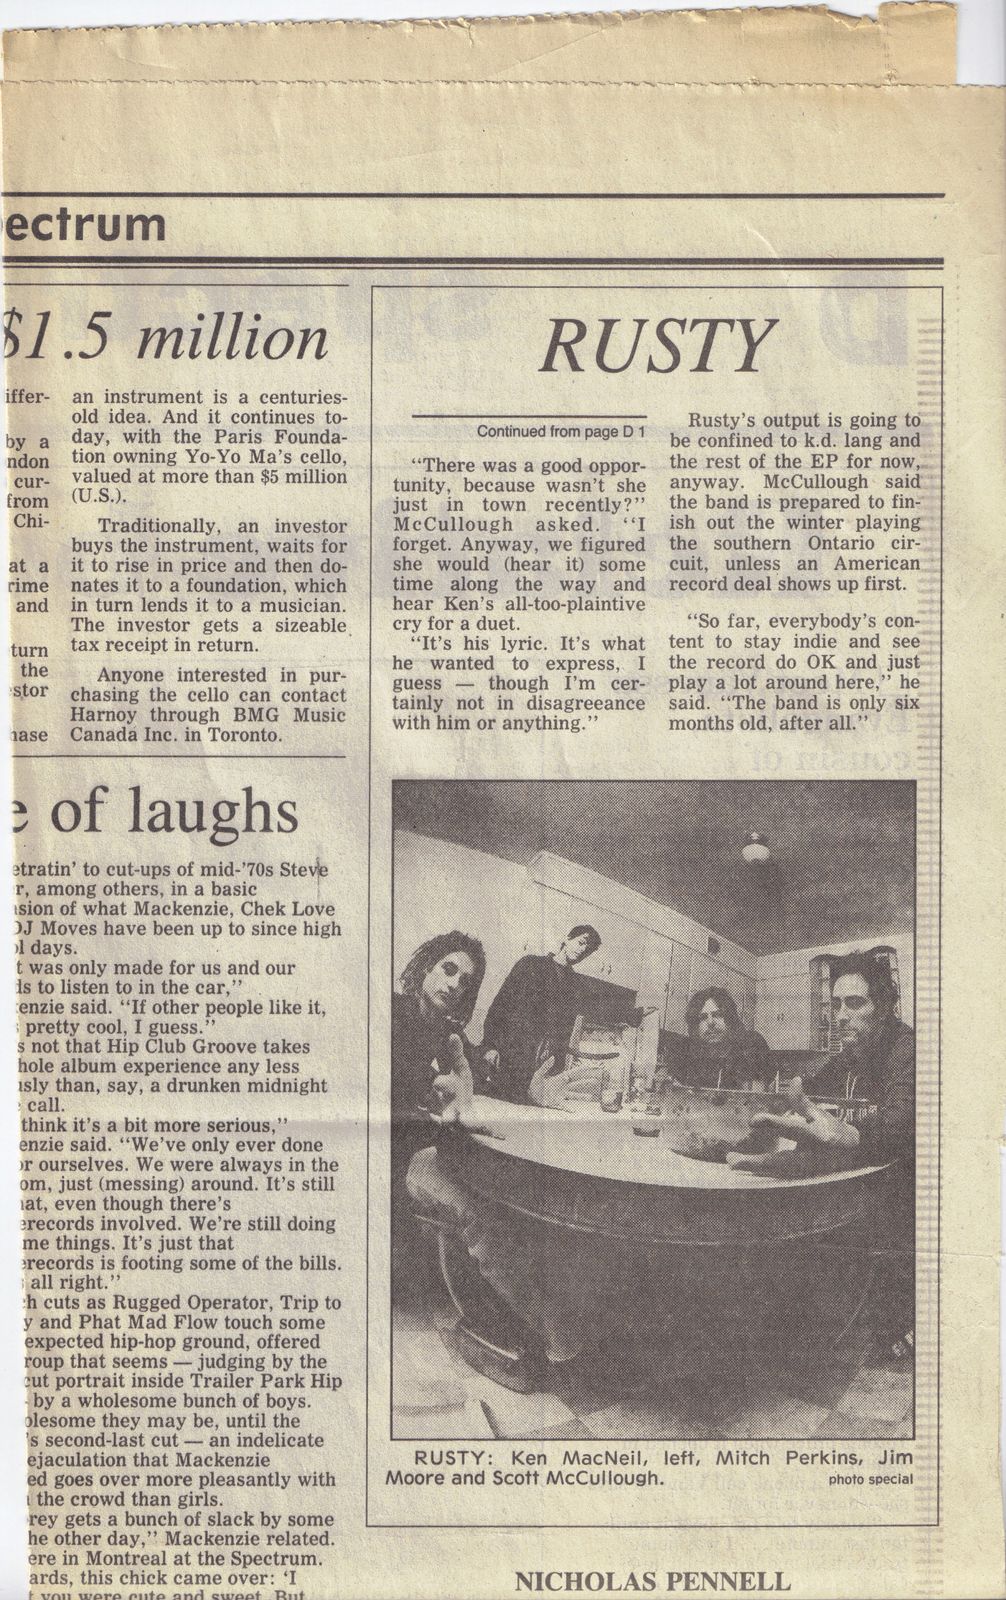 ectrum
$1.5 million
iffer-
by a
ndon
cur-
from
Chi-
at a
rime
and
turn
the
stor
hase
an instrument is a centuries-
old idea. And it continues to-
day, with the Paris Founda-
tion owning Yo-Yo Ma's cello,
valued at more than $5 million
(U.S.).
Traditionally, an investor
buys the instrument, waits for
it to rise in price and then do-
nates it to a foundation, which
in turn lends it to a musician.
The investor gets a sizeable
tax receipt in return.
Anyone interested in pur-
chasing the cello can contact
Harnoy through BMG Music
Canada Inc. in Toronto.
e of laughs
etratin' to cut-ups of mid-'70s Steve
r, among others, in a basic
sion of what Mackenzie, Chek Love
DJ Moves have been up to since high
ol days.
t was only made for us and our
ds to listen to in the car,"
kenzie said. "If other people like it,
s pretty cool, I guess."
s not that Hip Club Groove takes
hole album experience any less
usly than, say, a drunken midnight
call.
think it's a bit more serious,"
enzie said. "We've only ever done
or ourselves. We were always in the
om, just (messing) around. It's still
hat, even though there's
erecords involved. We're still doing
me things. It's just that
erecords is footing some of the bills.
s all right."
ch cuts as Rugged Operator, Trip to
y and Phat Mad Flow touch some
expected hip-hop ground, offered
roup that seems — judging by the
cut portrait inside Trailer Park Hip
- by a wholesome bunch of boys.
olesome they may be, until the
's second-last cut — an indelicate
ejaculation that Mackenzie
ed goes over more pleasantly with
the crowd than girls.
rey gets a bunch of slack by some
he other day," Mackenzie related.
ere in Montreal at the Spectrum.
ards, this chick came over: 'I
t you were cute and sweet. But
RUSTY
Continued from page D 1
"There was a good oppor-
tunity, because wasn't she
just in town recently?"
McCullough asked. "I
forget. Anyway, we figured
she would (hear it) some
time along the way and
hear Ken's all-too-plaintive
cry for a duet.
"It's his lyric. It's what
he wanted to express, I
guess — though I'm cer-
tainly not in disagreeance
with him or anything."
Rusty's output is going to
be confined to k.d. lang and
the rest of the EP for now,
anyway. McCullough said
the band is prepared to fin-
ish out the winter playing
the southern Ontario cir-
cuit, unless an American
record deal shows up first.
"So far, everybody's con-
tent to stay indie and see
the record do OK and just
play a lot around here," he
said. "The band is only six
months old, after all."
RUSTY: Ken MacNeil, left, Mitch Perkins, Jim
Moore and Scott McCullough.
photo special
NICHOLAS PENNELL